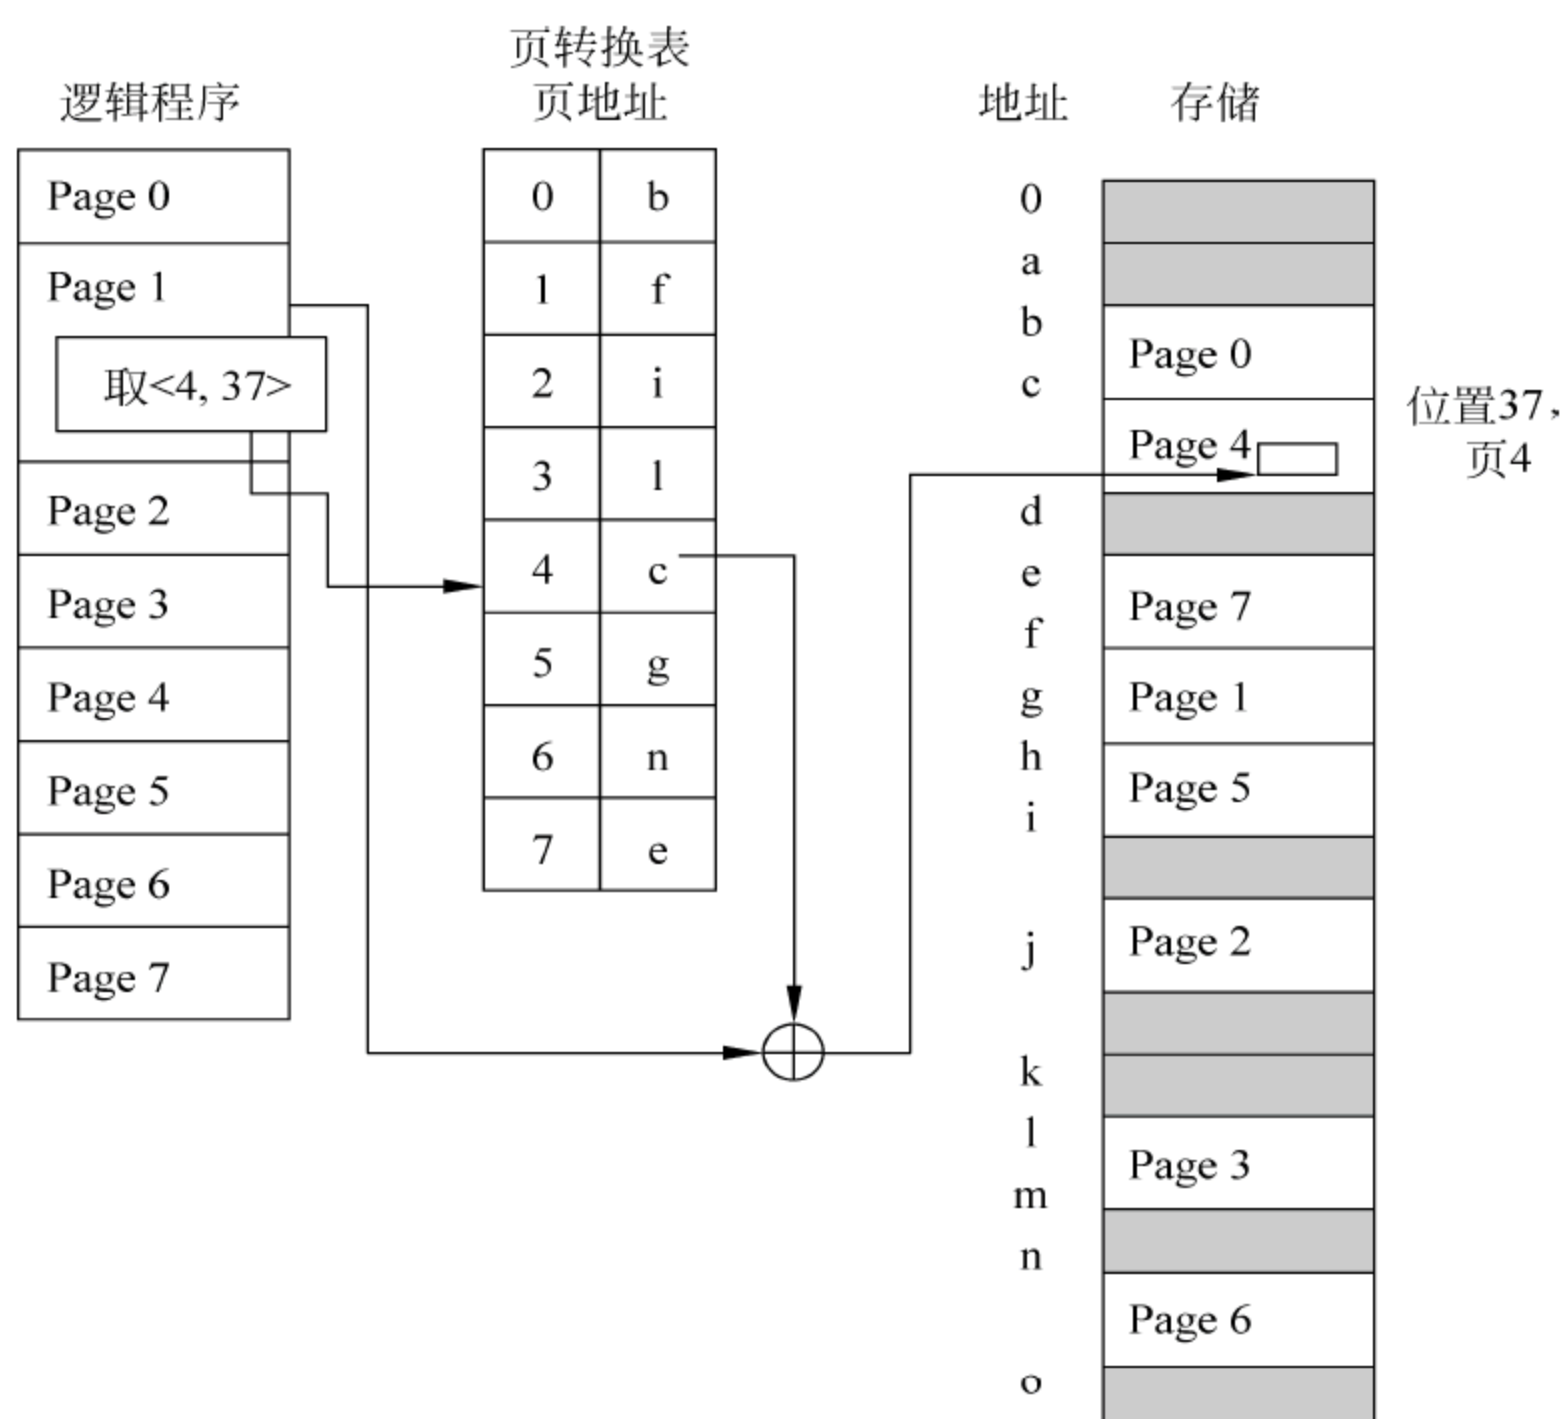 逻辑程序
Page 0
Page 1
取<4, 37>
Page 2
Page 3
Page 4
Page 5
Page 6
Page 7
页转换表
页地址
0 b
1 f
2 i
3 l
4 c
5 g
6 n
7 e
地址
0
a
b
c
d
e
f
g
h
i
j
k
l
m
n
o
存储
Page 0
Page 4
Page 7
Page 1
Page 5
Page 2
Page 3
Page 6
位置37，
页4